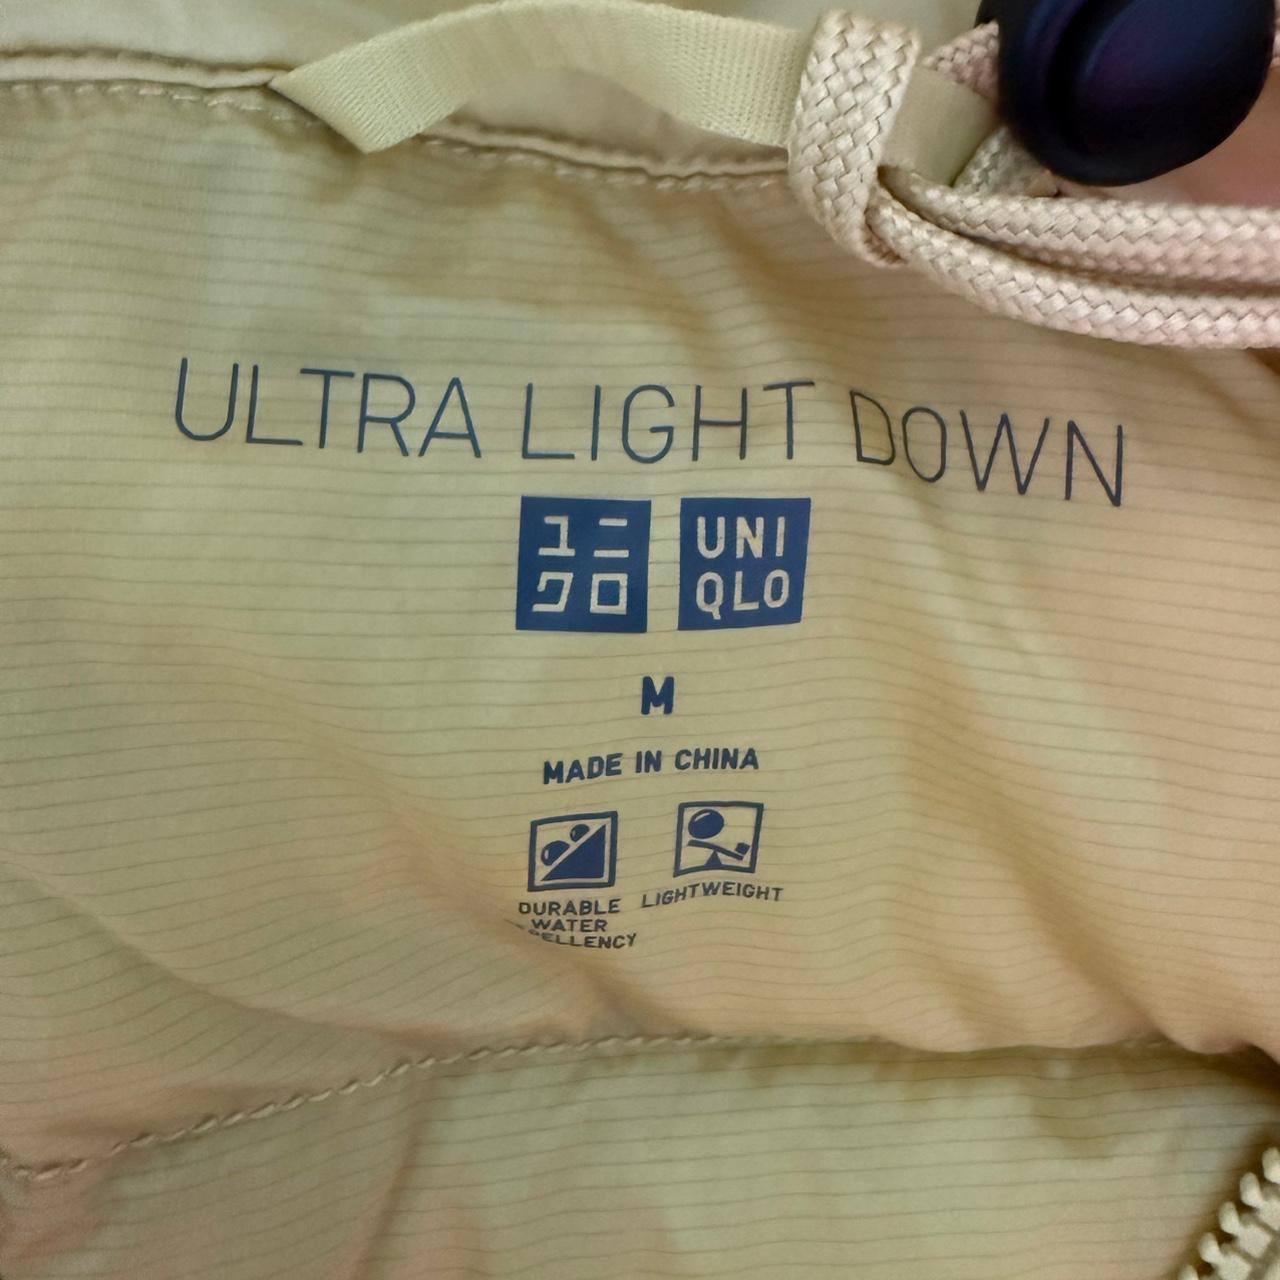 ULTRA LIGHT DOWN
ユニ
クロ
UNI
QLO
M
MADE IN CHINA
DURABLE
WATER
LIGHTWEIGHT